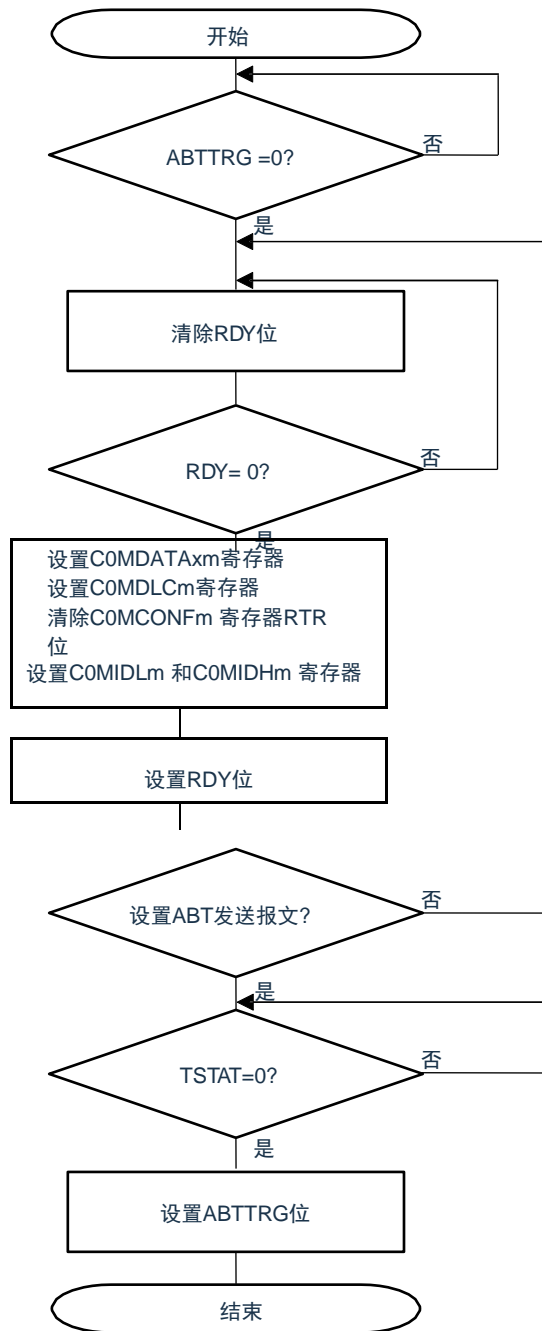 开始
ABTTRG =0?
否
是
清除RDY位
RDY= 0?
否
是
设置C0MDATAxm寄存器
设置C0MDLCm寄存器
清除C0MCONFm 寄存器RTR
位
设置C0MIDLm 和C0MIDHm 寄存器
设置RDY位
设置ABT发送报文?
否
是
TSTAT=0?
否
是
设置ABTTRG位
结束